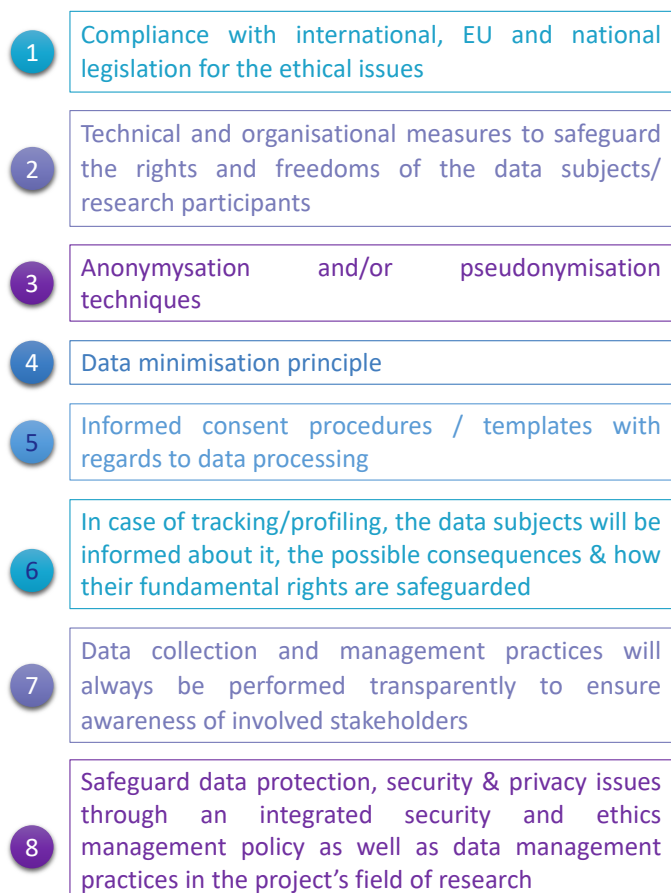 1
Compliance with international, EU and national
legislation for the ethical issues
2
Technical and organisational measures to safeguard
the rights and freedoms of the data subjects/
research participants
3
Anonymysation and/or pseudonymisation
techniques
4
Data minimisation principle
5
Informed consent procedures / templates with
regards to data processing
6
In case of tracking/profiling, the data subjects will be
informed about it, the possible consequences & how
their fundamental rights are safeguarded
7
Data collection and management practices will
always be performed transparently to ensure
awareness of involved stakeholders
8
Safeguard data protection, security & privacy issues
through an integrated security and ethics
management policy as well as data management
practices in the project's field of research